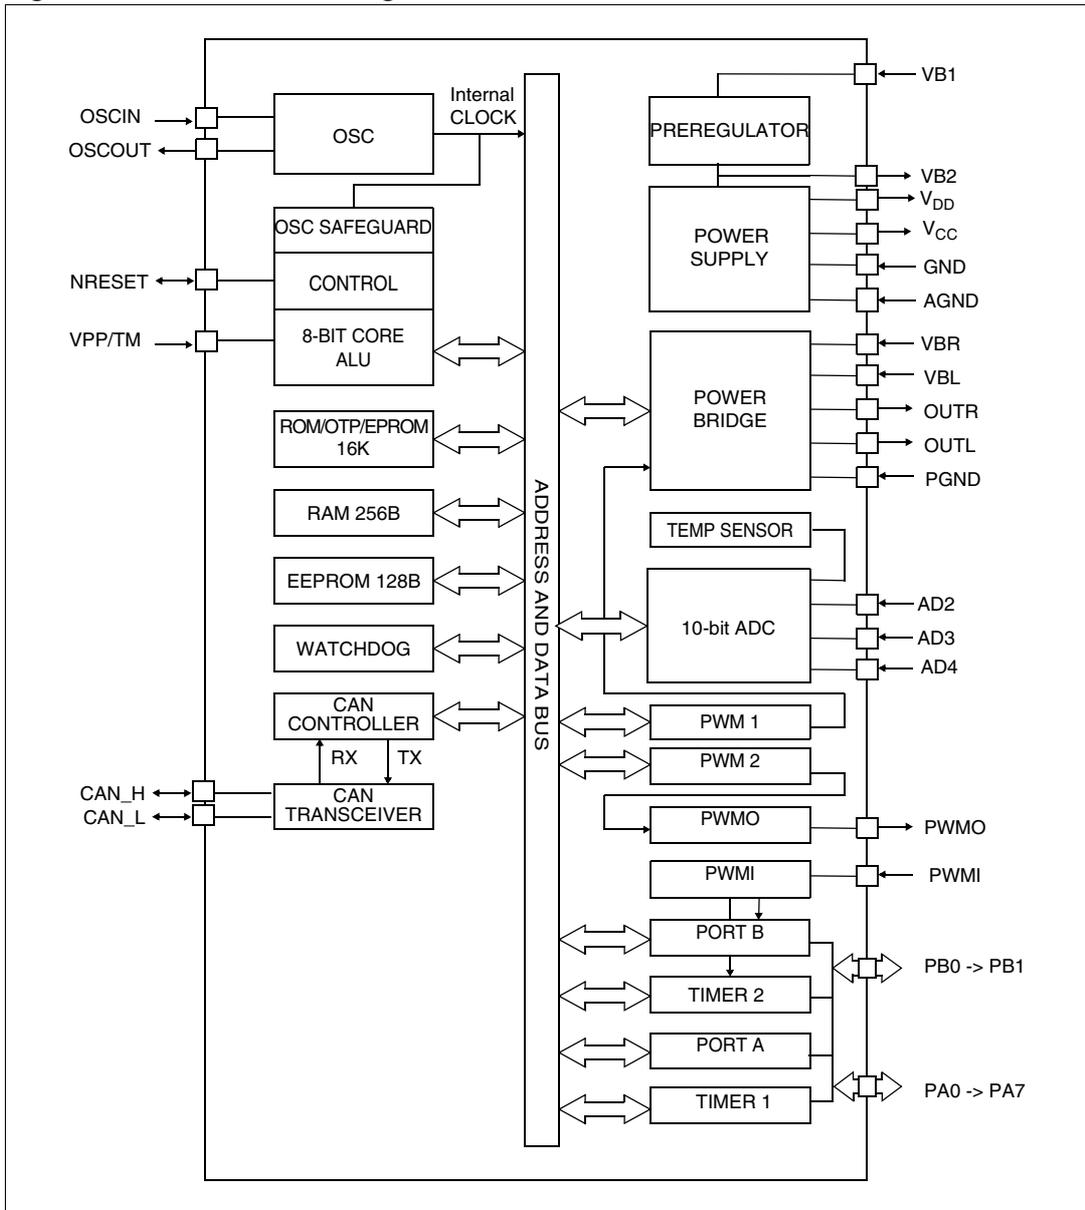 OSCIN
OSCOUT
OSC
Internal
CLOCK
OSC SAFEGUARD
NRESET
CONTROL
VPP/TM
8-BIT CORE
ALU
ROM/OTP/EPROM
16K
RAM 256B
EEPROM 128B
WATCHDOG
CAN
CONTROLLER
RX
TX
CAN_H
CAN_L
CAN
TRANSCEIVER
ADDRESS AND DATA BUS
VB1
PREREGULATOR
VB2
VDD
POWER
SUPPLY
VCC
GND
AGND
POWER
BRIDGE
VBR
VBL
OUTR
OUTL
PGND
TEMP SENSOR
10-bit ADC
AD2
AD3
AD4
PWM 1
PWM 2
PWMO
PWMO
PWMI
PWMI
PORT B
PB0 -> PB1
TIMER 2
PORT A
PA0 -> PA7
TIMER 1